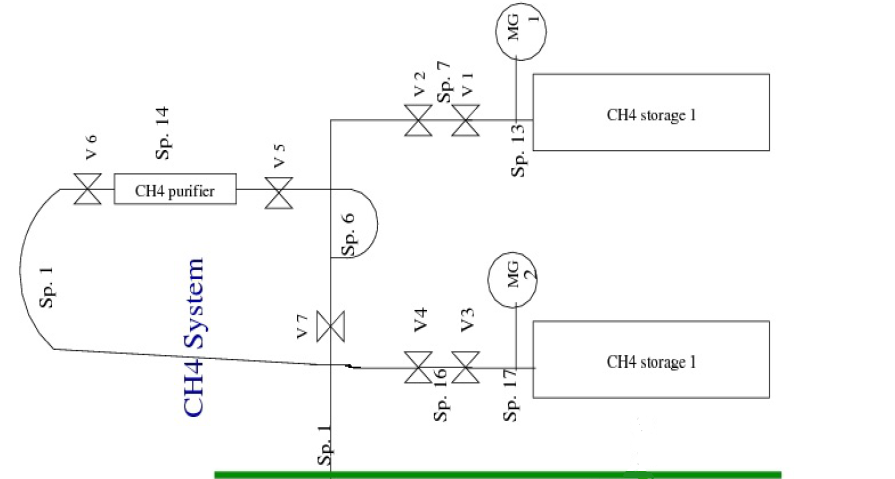 MG 1
V 2
Sp. 7
V 1
CH4 storage 1
Sp. 13
V 6
Sp. 14
V 5
CH4 purifier
Sp. 6
Sp. 1
CH4 System
MG 2
V 7
V4
V3
CH4 storage 1
Sp. 16
Sp. 17
Sp. 1